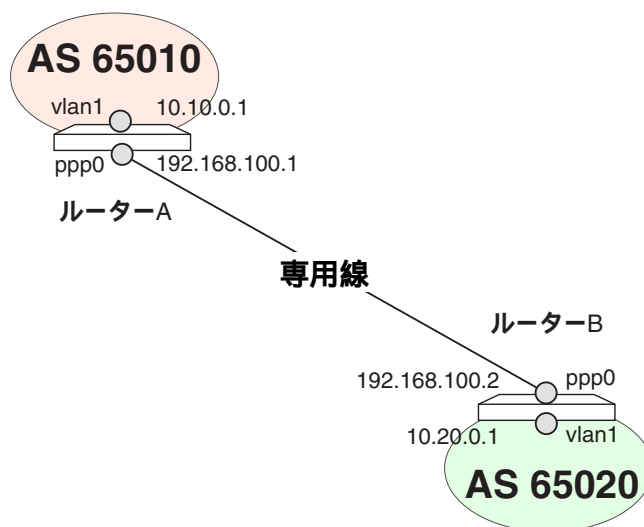 AS 65010
vlan1 10.10.0.1
ppp0 192.168.100.1
ルーターA
専用線
ルーターB
192.168.100.2 ppp0
10.20.0.1 vlan1
AS 65020